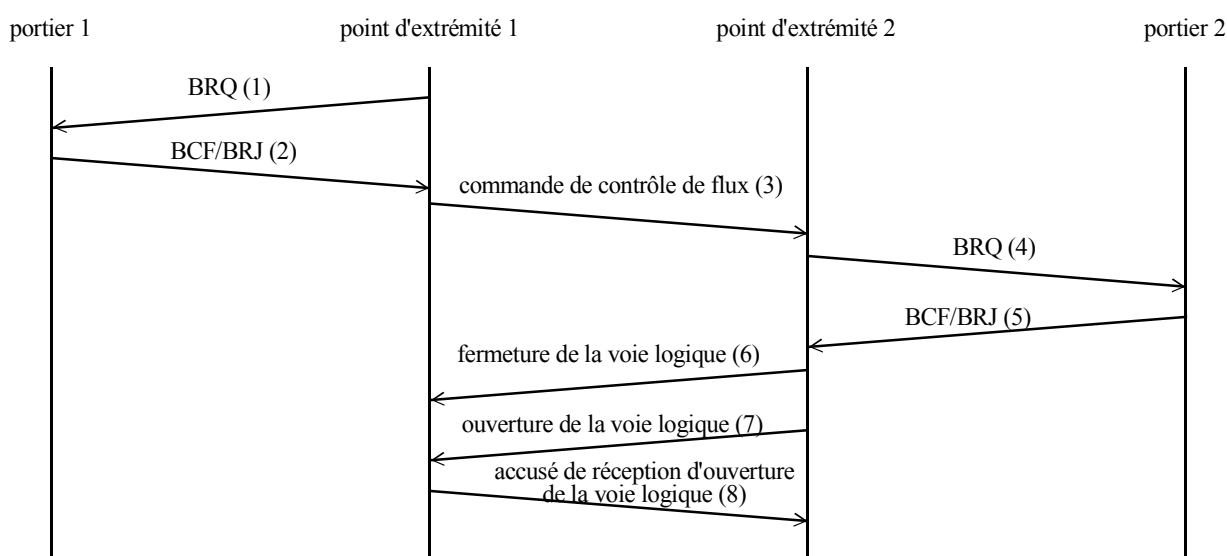 portier 1
point d'extrémité 1
point d'extrémité 2
portier 2
BRQ (1)
BCF/BRJ (2)
commande de contrôle de flux (3)
BRQ (4)
BCF/BRJ (5)
fermeture de la voie logique (6)
ouverture de la voie logique (7)
accusé de réception d'ouverture
de la voie logique (8)